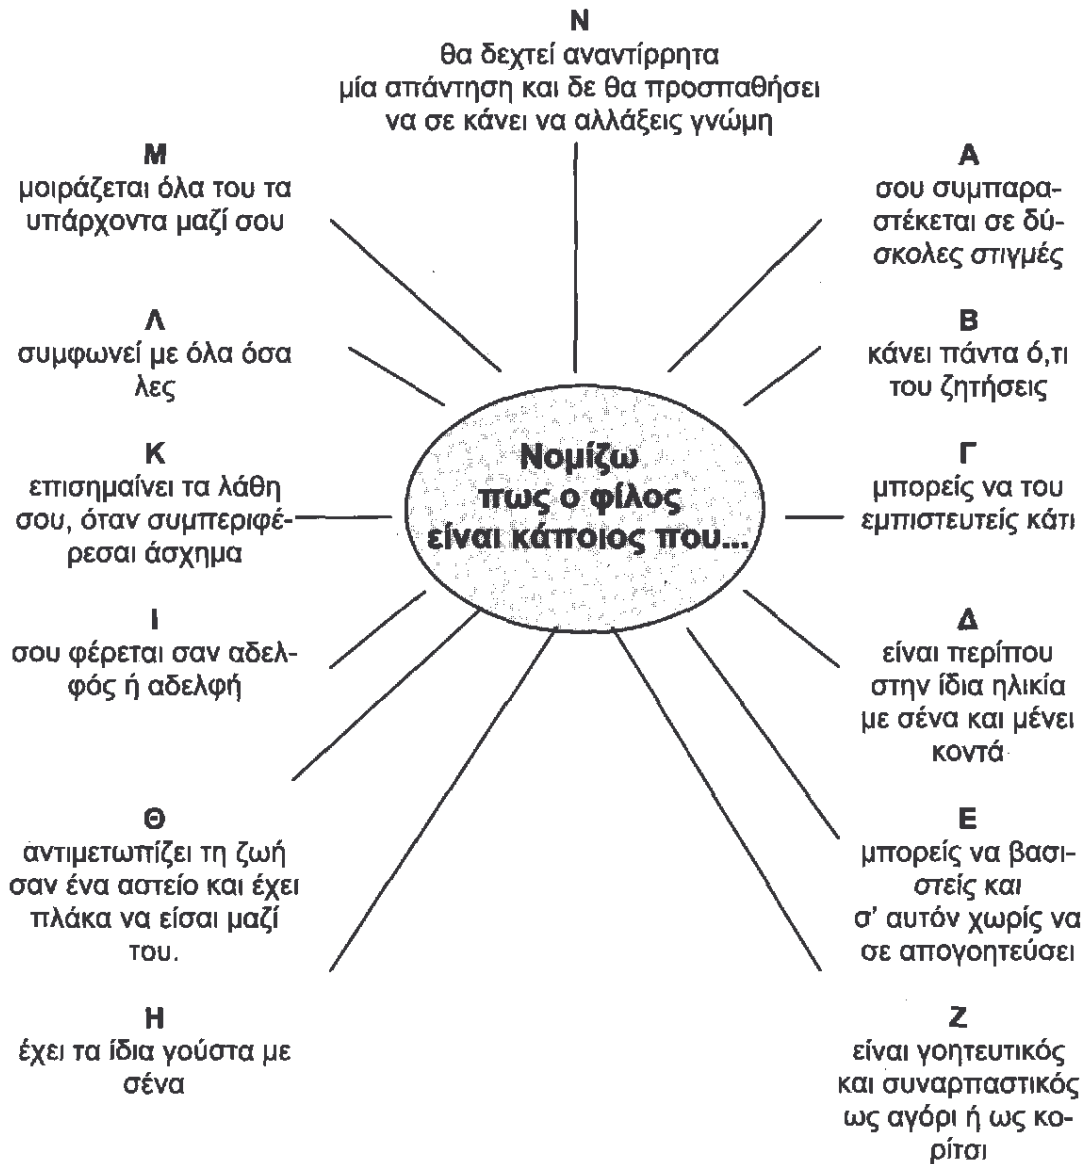 Ν
θα δεχτεί αναντίρρητα
μία απάντηση και δε θα προσπαθήσει
να σε κάνει να αλλάξεις γνώμη
Α
σου συμπαρα-
στέκεται σε δύ-
σκολες στιγμές
Β
κάνει πάντα ό,τι
του ζητήσεις
Γ
μπορείς να του
εμπιστευτείς κάτι
Δ
είναι περίπου
στην ίδια ηλικία
με σένα και μένει
κοντά
Ε
μπορείς να βασι-
στείς και
σ' αυτόν χωρίς να
σε απογοητεύσει
Ζ
είναι γοητευτικός
και συναρπαστικός
ως αγόρι ή ως κο-
ρίτσι
Η
έχει τα ίδια γούστα με
σένα
Θ
αντιμετωπίζει τη ζωή
σαν ένα αστείο και έχει
πλάκα να είσαι μαζί
του.
Ι
σου φέρεται σαν αδελ-
φός ή αδελφή
Κ
επισημαίνει τα λάθη
σου, όταν συμπεριφέ-
ρεσαι άσχημα
Λ
συμφωνεί με όλα όσα
λες
Μ
μοιράζεται όλα του τα
υπάρχοντα μαζί σου
Νομίζω
πως ο φίλος
είναι κάποιος που...